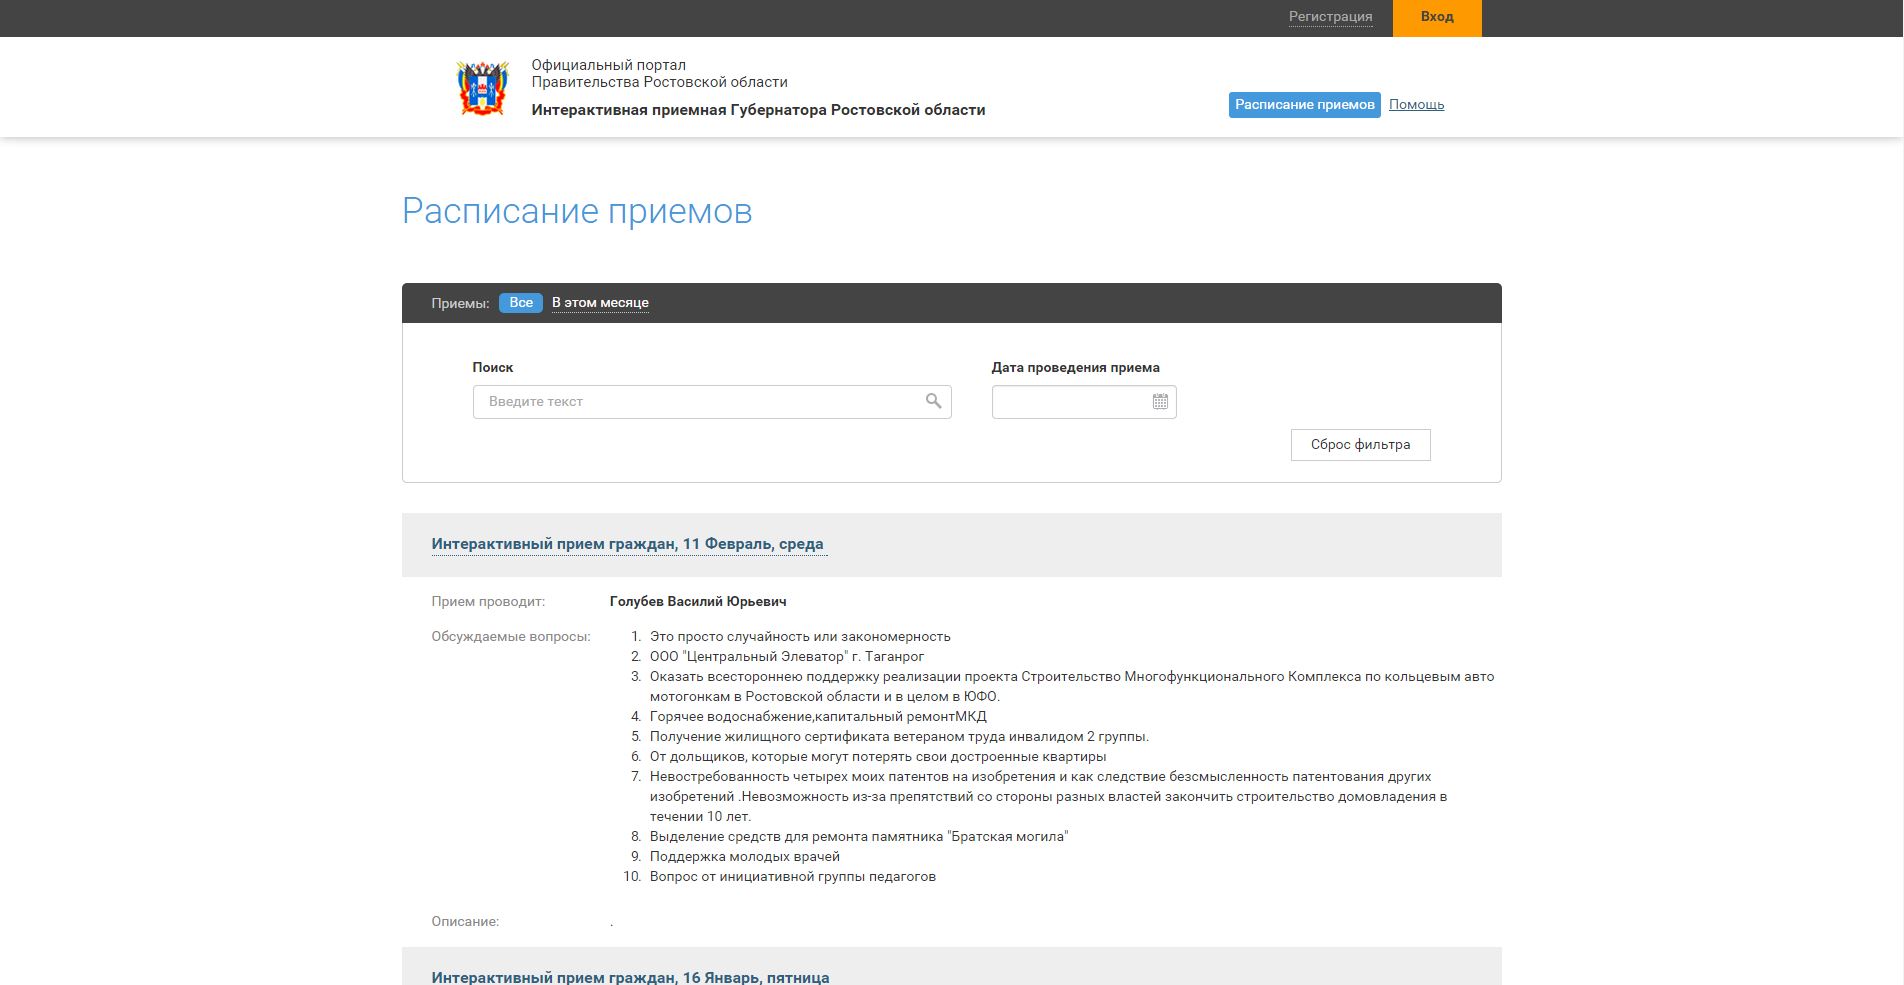 Регистрация
Вход
Официальный портал
Правительства Ростовской области
Интерактивная приемная Губернатора Ростовской области
Расписание приемов
Помощь
Расписание приемов
Приемы: Все В этом месяце
Поиск
Дата проведения приема
Введите текст
Сброс фильтра
Интерактивный прием граждан, 11 Февраль, среда
Прием проводит: Голубев Василий Юрьевич
Обсуждаемые вопросы:
1. Это просто случайность или закономерность
2. ООО "Центральный Элеватор" г. Таганрог
3. Оказать всестороннею поддержку реализации проекта Строительство Многофункционального Комплекса по кольцевым авто
мотогонкам в Ростовской области и в целом в ЮФО.
4. Горячее водоснабжение,капитальный ремонтМКД
5. Получение жилищного сертификата ветераном труда инвалидом 2 группы.
6. От дольщиков, которые могут потерять свои достроенные квартиры
7. Невостребованность четырех моих патентов на изобретения и как следствие безсмысленность патентования других
изобретений .Невозможность из-за препятствий со стороны разных властей закончить строительство домовладения в
течении 10 лет.
8. Выделение средств для ремонта памятника "Братская могила"
9. Поддержка молодых врачей
10. Вопрос от инициативной группы педагогов
Описание: .
Интерактивный прием граждан, 16 Январь, пятница